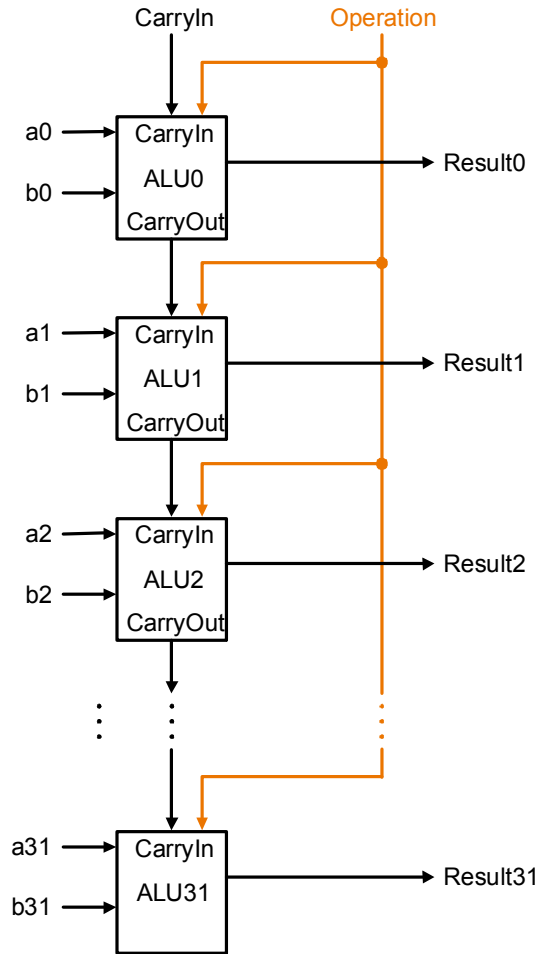 CarryIn
Operation
a0
CarryIn
b0
ALU0
CarryOut
Result0
a1
CarryIn
b1
ALU1
CarryOut
Result1
a2
CarryIn
b2
ALU2
CarryOut
Result2
a31
CarryIn
b31
ALU31
Result31